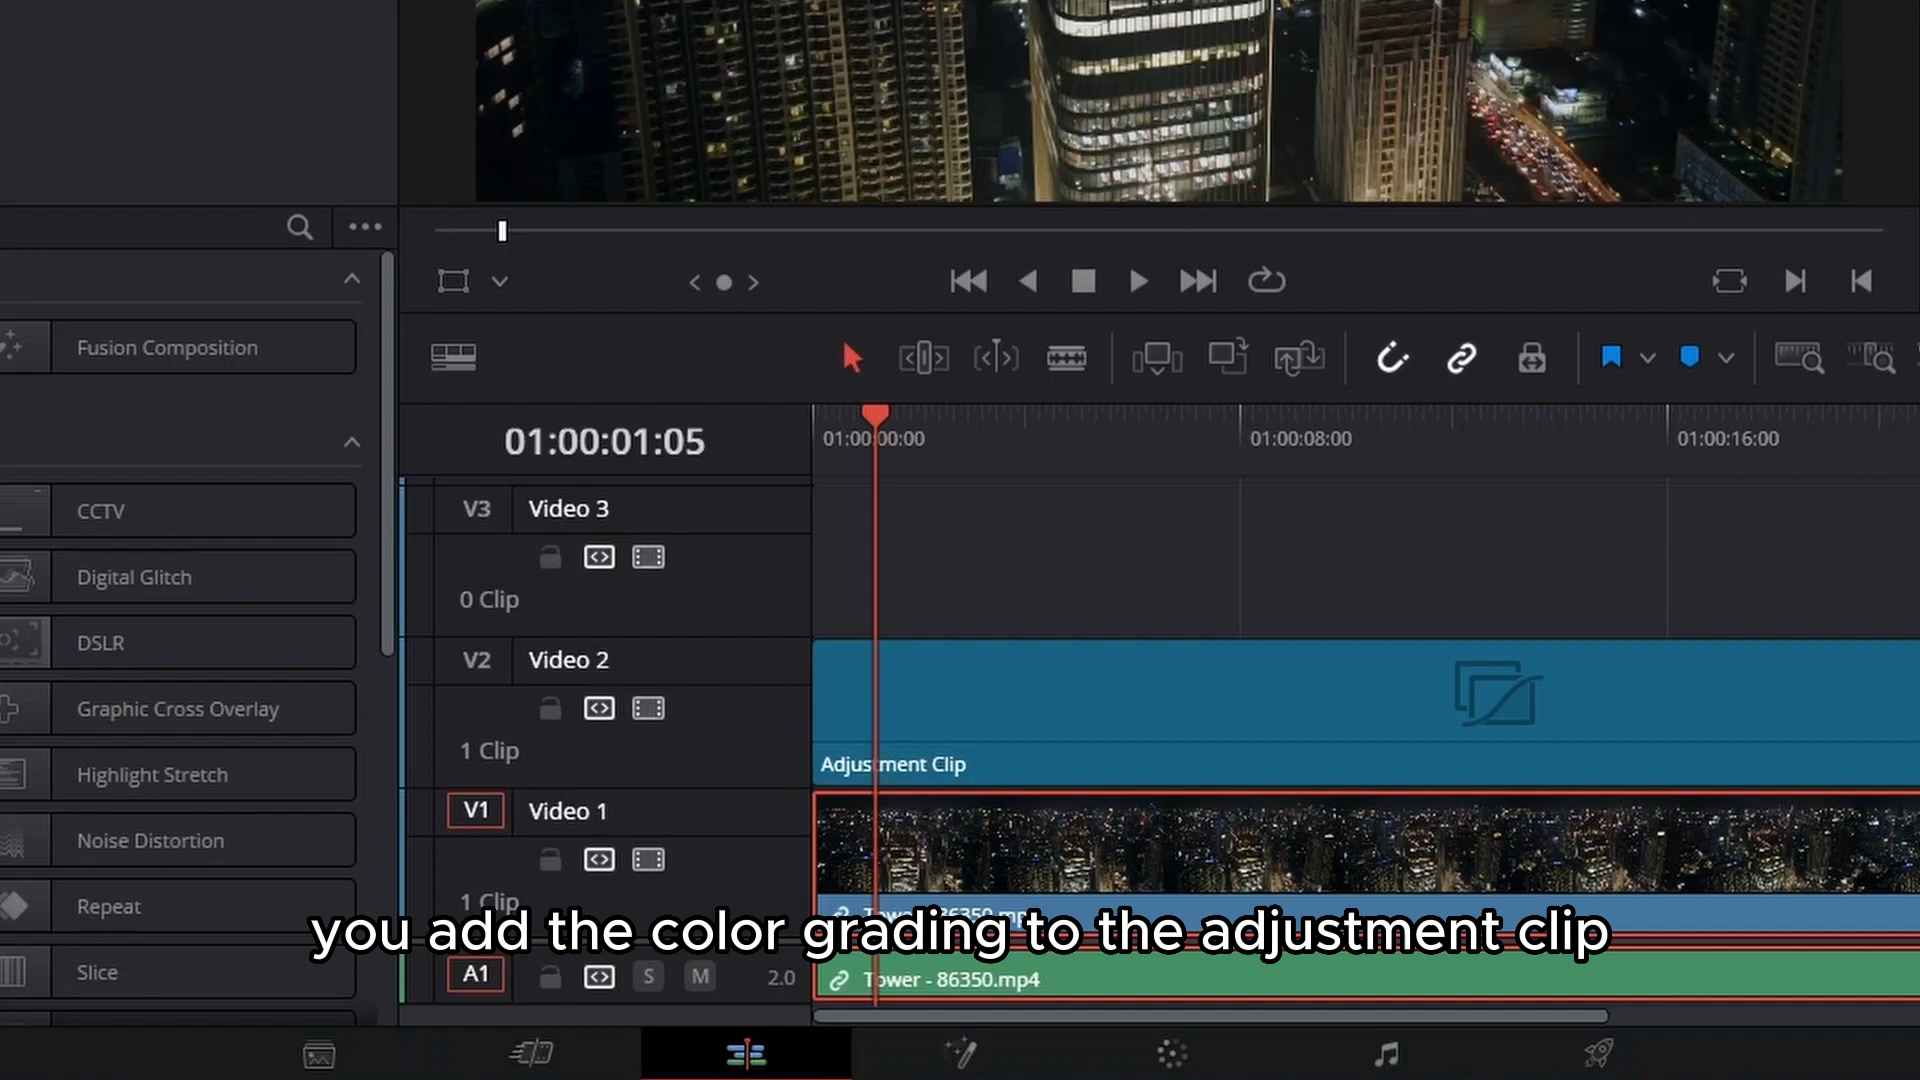 Fusion Composition
CCTV
Digital Glitch
DSLR
Graphic Cross Overlay
Highlight Stretch
Noise Distortion
Repeat
Slice
01:00:01:05
01:00:00:00
01:00:08:00
01:00:16:00
V3 Video 3
0 Clip
V2 Video 2
1 Clip
Adjustment Clip
V1 Video 1
1 Clip
Tower - 86350.mp4
you add the color grading to the adjustment clip
A1 S M 2.0
Tower - 86350.mp4